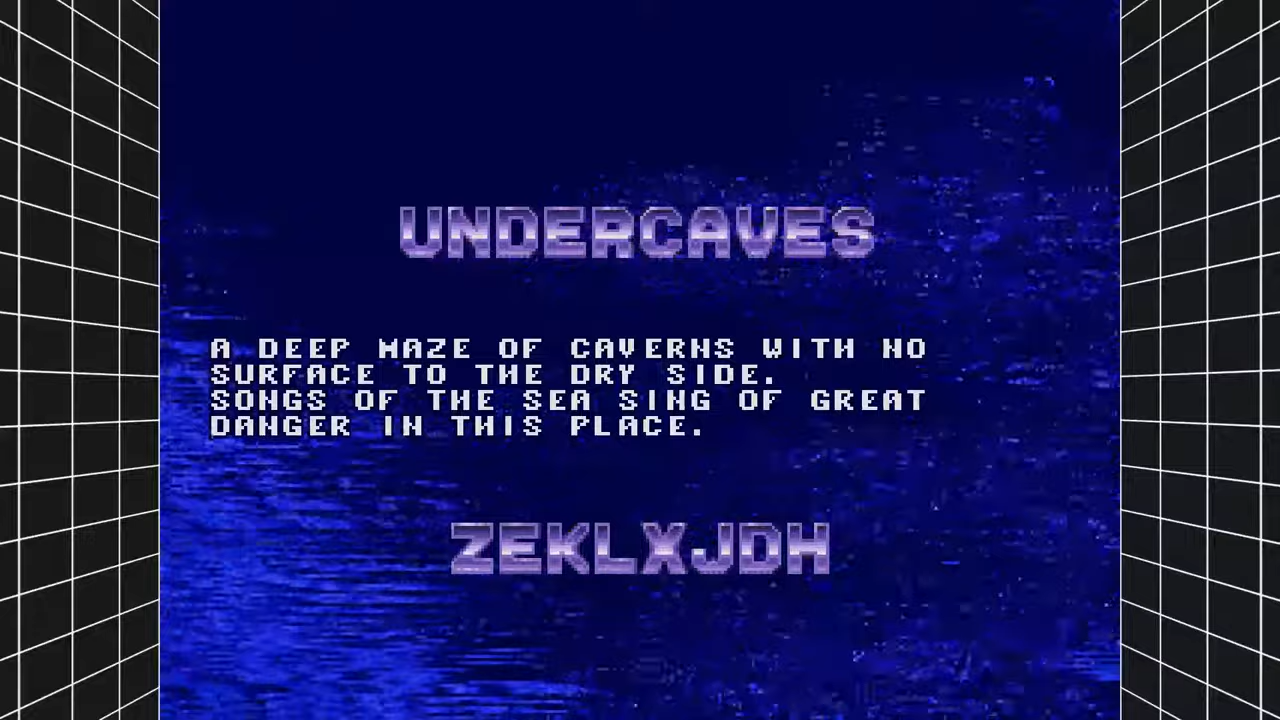 UNDERCAVES
A DEEP MAZE OF CAVERNS WITH NO
SURFACE TO THE DRY SIDE.
SONGS OF THE SEA SING OF GREAT
DANGER IN THIS PLACE.
ZEKLXJDH